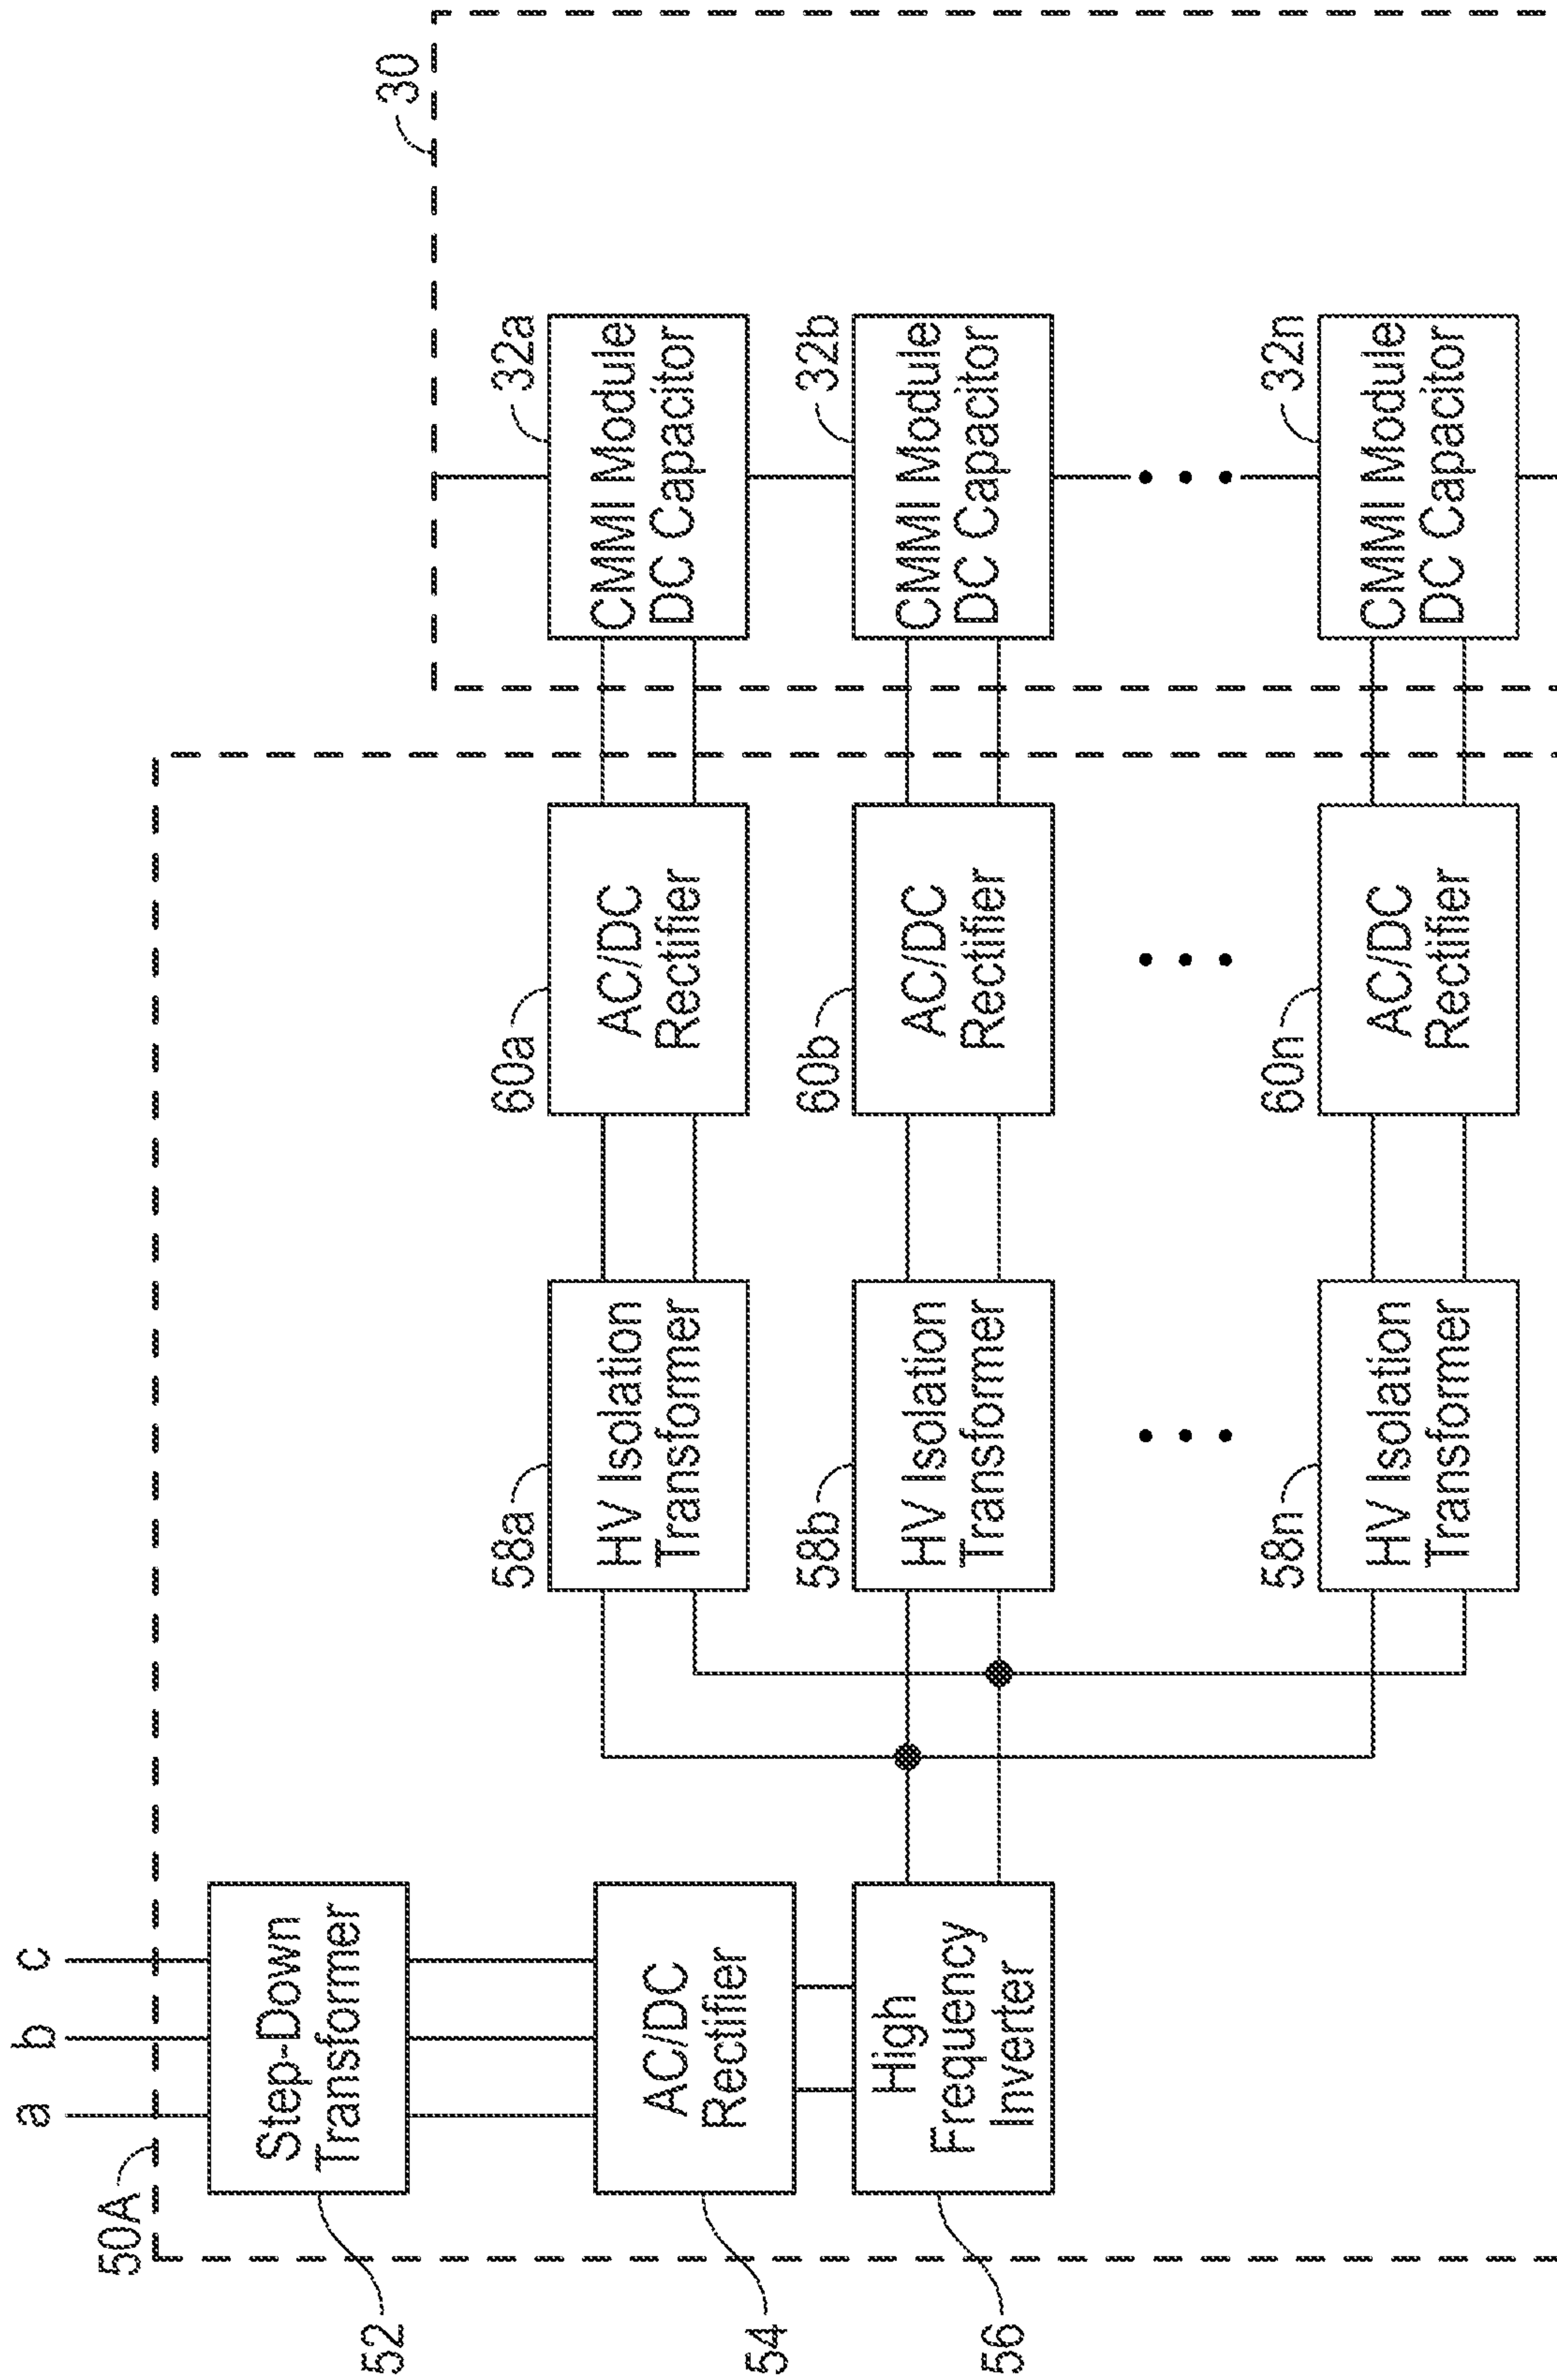 a
b
c
50A
Step-Down
Transformer
52
AC/DC
Rectifier
54
High
Frequency
Inverter
56
58a
HV Isolation
Transformer
60a
AC/DC
Rectifier
30
32a
CMMI Module
DC Capacitor
58b
HV Isolation
Transformer
60b
AC/DC
Rectifier
32b
CMMI Module
DC Capacitor
58n
HV Isolation
Transformer
60n
AC/DC
Rectifier
32n
CMMI Module
DC Capacitor